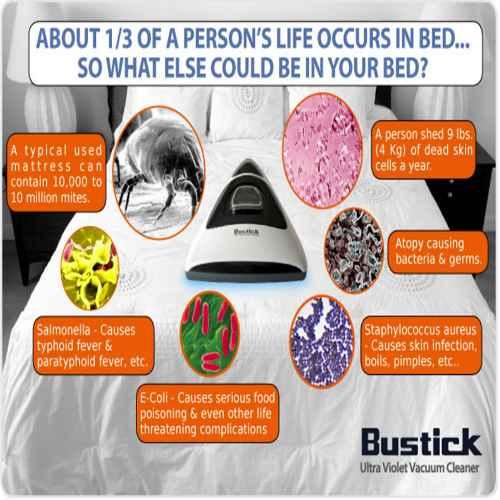 ABOUT 1/3 OF A PERSON'S LIFE OCCURS IN BED...
SO WHAT ELSE COULD BE IN YOUR BED?
A typical used
mattress can
contain 10,000 to
10 million mites.
A person shed 9 lbs.
(4 Kg) of dead skin
cells a year.
Bustick
Atopy causing
bacteria & germs.
Salmonella - Causes
typhoid fever &
paratyphoid fever, etc.
Staphylococcus aureus
- Causes skin infection,
boils, pimples, etc..
E-Coli - Causes serious food
poisoning & even other life
threatening complications
Bustick
Ultra Violet Vacuum Cleaner